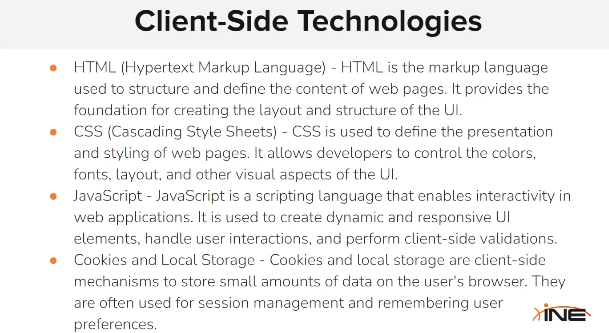 Client-Side Technologies
● HTML (Hypertext Markup Language) - HTML is the markup language
used to structure and define the content of web pages. It provides the
foundation for creating the layout and structure of the UI.
● CSS (Cascading Style Sheets) - CSS is used to define the presentation
and styling of web pages. It allows developers to control the colors,
fonts, layout, and other visual aspects of the UI.
● JavaScript - JavaScript is a scripting language that enables interactivity in
web applications. It is used to create dynamic and responsive UI
elements, handle user interactions, and perform client-side validations.
● Cookies and Local Storage - Cookies and local storage are client-side
mechanisms to store small amounts of data on the user's browser. They
are often used for session management and remembering user
preferences.
INE